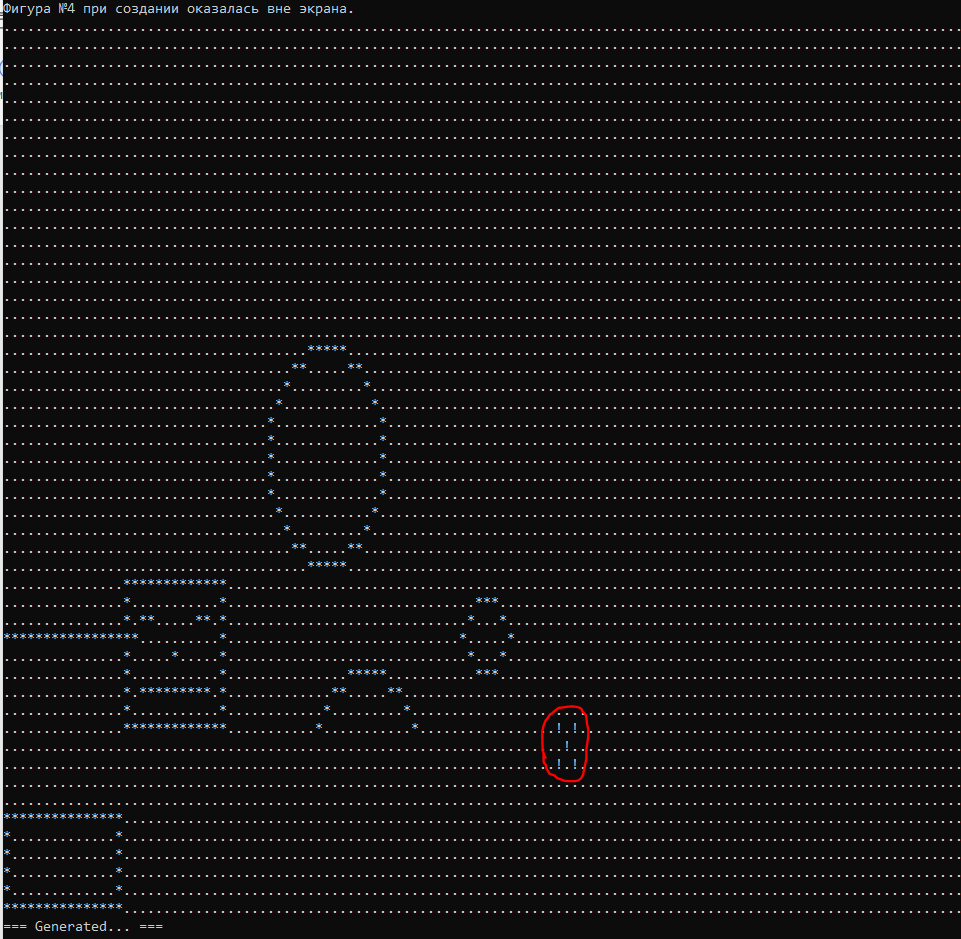 Фигура №4 при создании оказалась вне экрана.
=== Generated... ===